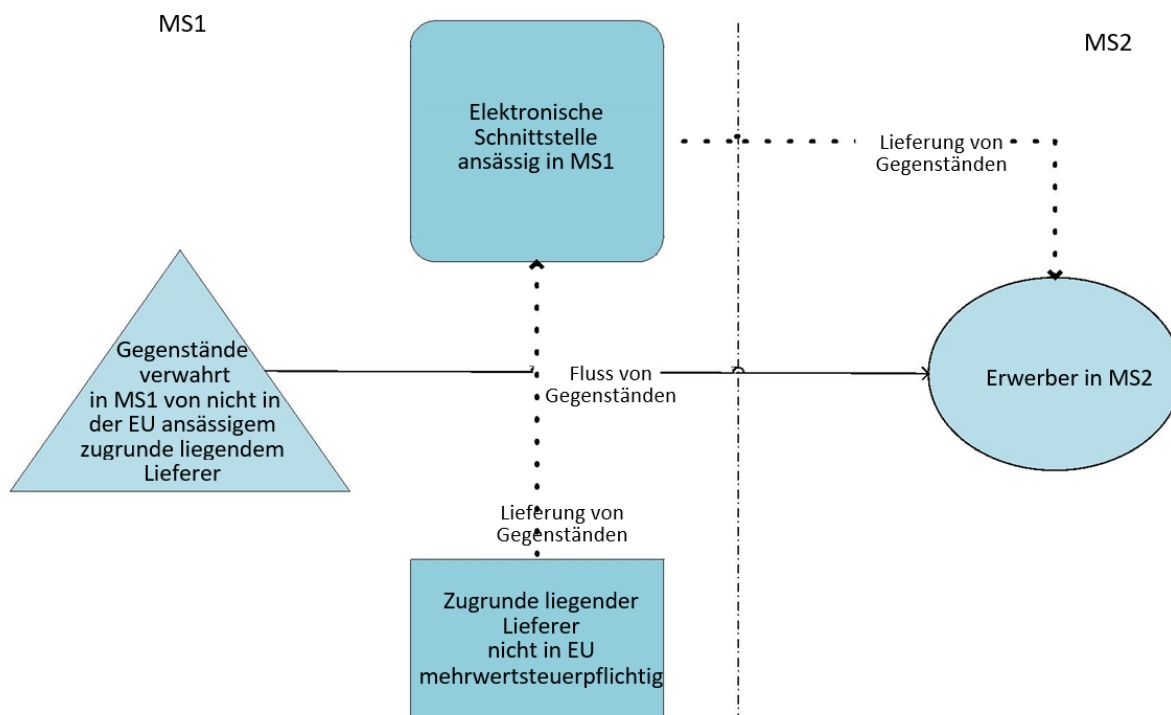 MS1
MS2
Elektronische
Schnittstelle
ansässig in MS1
Lieferung von
Gegenständen
Gegenstände
verwahrt
in MS1 von nicht in
der EU ansässigem
zugrunde liegendem
Lieferer
Fluss von
Gegenständen
Erwerber in MS2
Lieferung von
Gegenständen
Zugrunde liegender
Lieferer
nicht in EU
mehrwertsteuerpflichtig